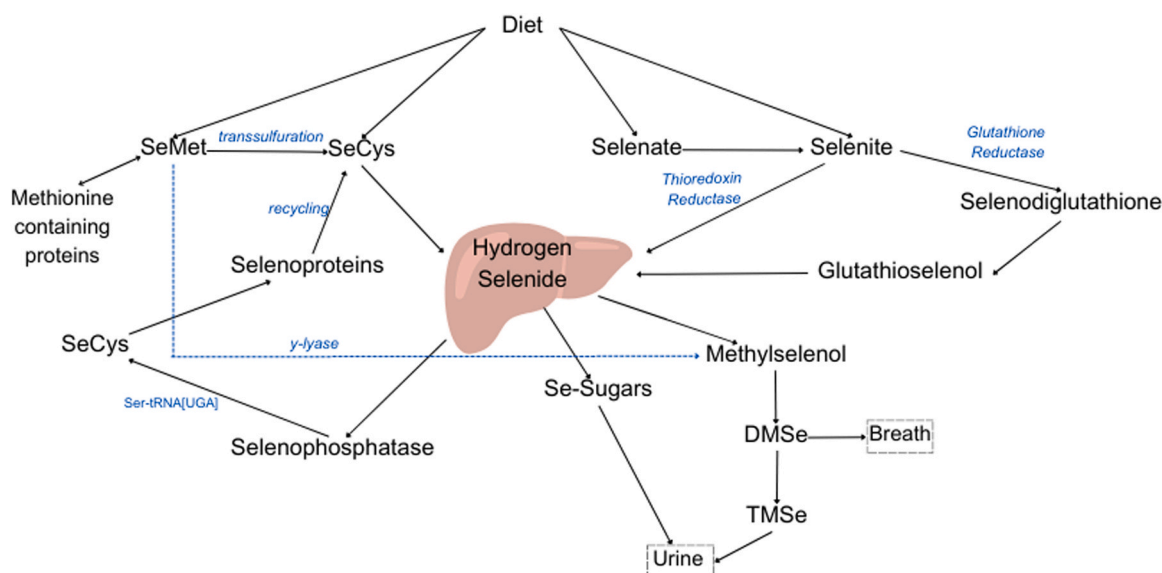 Diet
transsulfuration
SeMet
SeCys
Selenate
Selenite
Glutathione
Reductase
Thioredoxin
Reductase
Methionine
containing
proteins
recycling
Selenodiglutathione
Selenoproteins
Hydrogen
Selenide
Glutathioselenol
SeCys
y-lyase
Methylselenol
Se-Sugars
Ser-tRNA[UGA]
Selenophosphatase
DMSe
Breath
TMSe
Urine